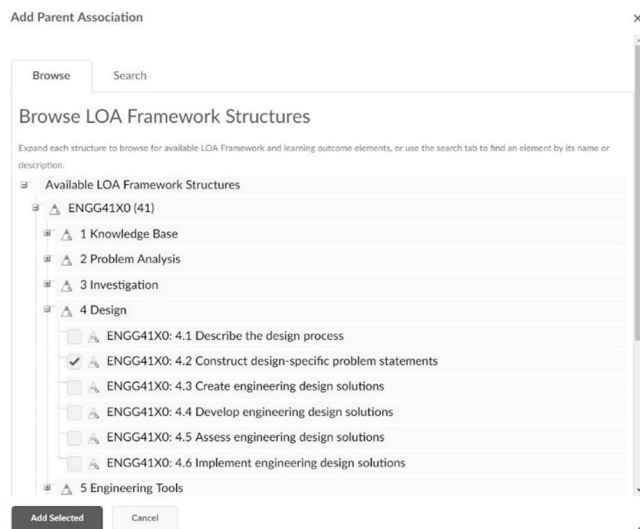 Add Parent Association
Browse
Search
Browse LOA Framework Structures
Expand each structure to browse for available LOA Framework and learning outcome elements, or use the search tab to find an element by its name or
description.
Available LOA Framework Structures
ENGG41X0 (41)
1 Knowledge Base
2 Problem Analysis
3 Investigation
4 Design
ENGG41X0: 4.1 Describe the design process
ENGG41X0: 4.2 Construct design-specific problem statements
ENGG41X0: 4.3 Create engineering design solutions
ENGG41X0: 4.4 Develop engineering design solutions
ENGG41X0: 4.5 Assess engineering design solutions
ENGG41X0: 4.6 Implement engineering design solutions
5 Engineering Tools
Add Selected
Cancel